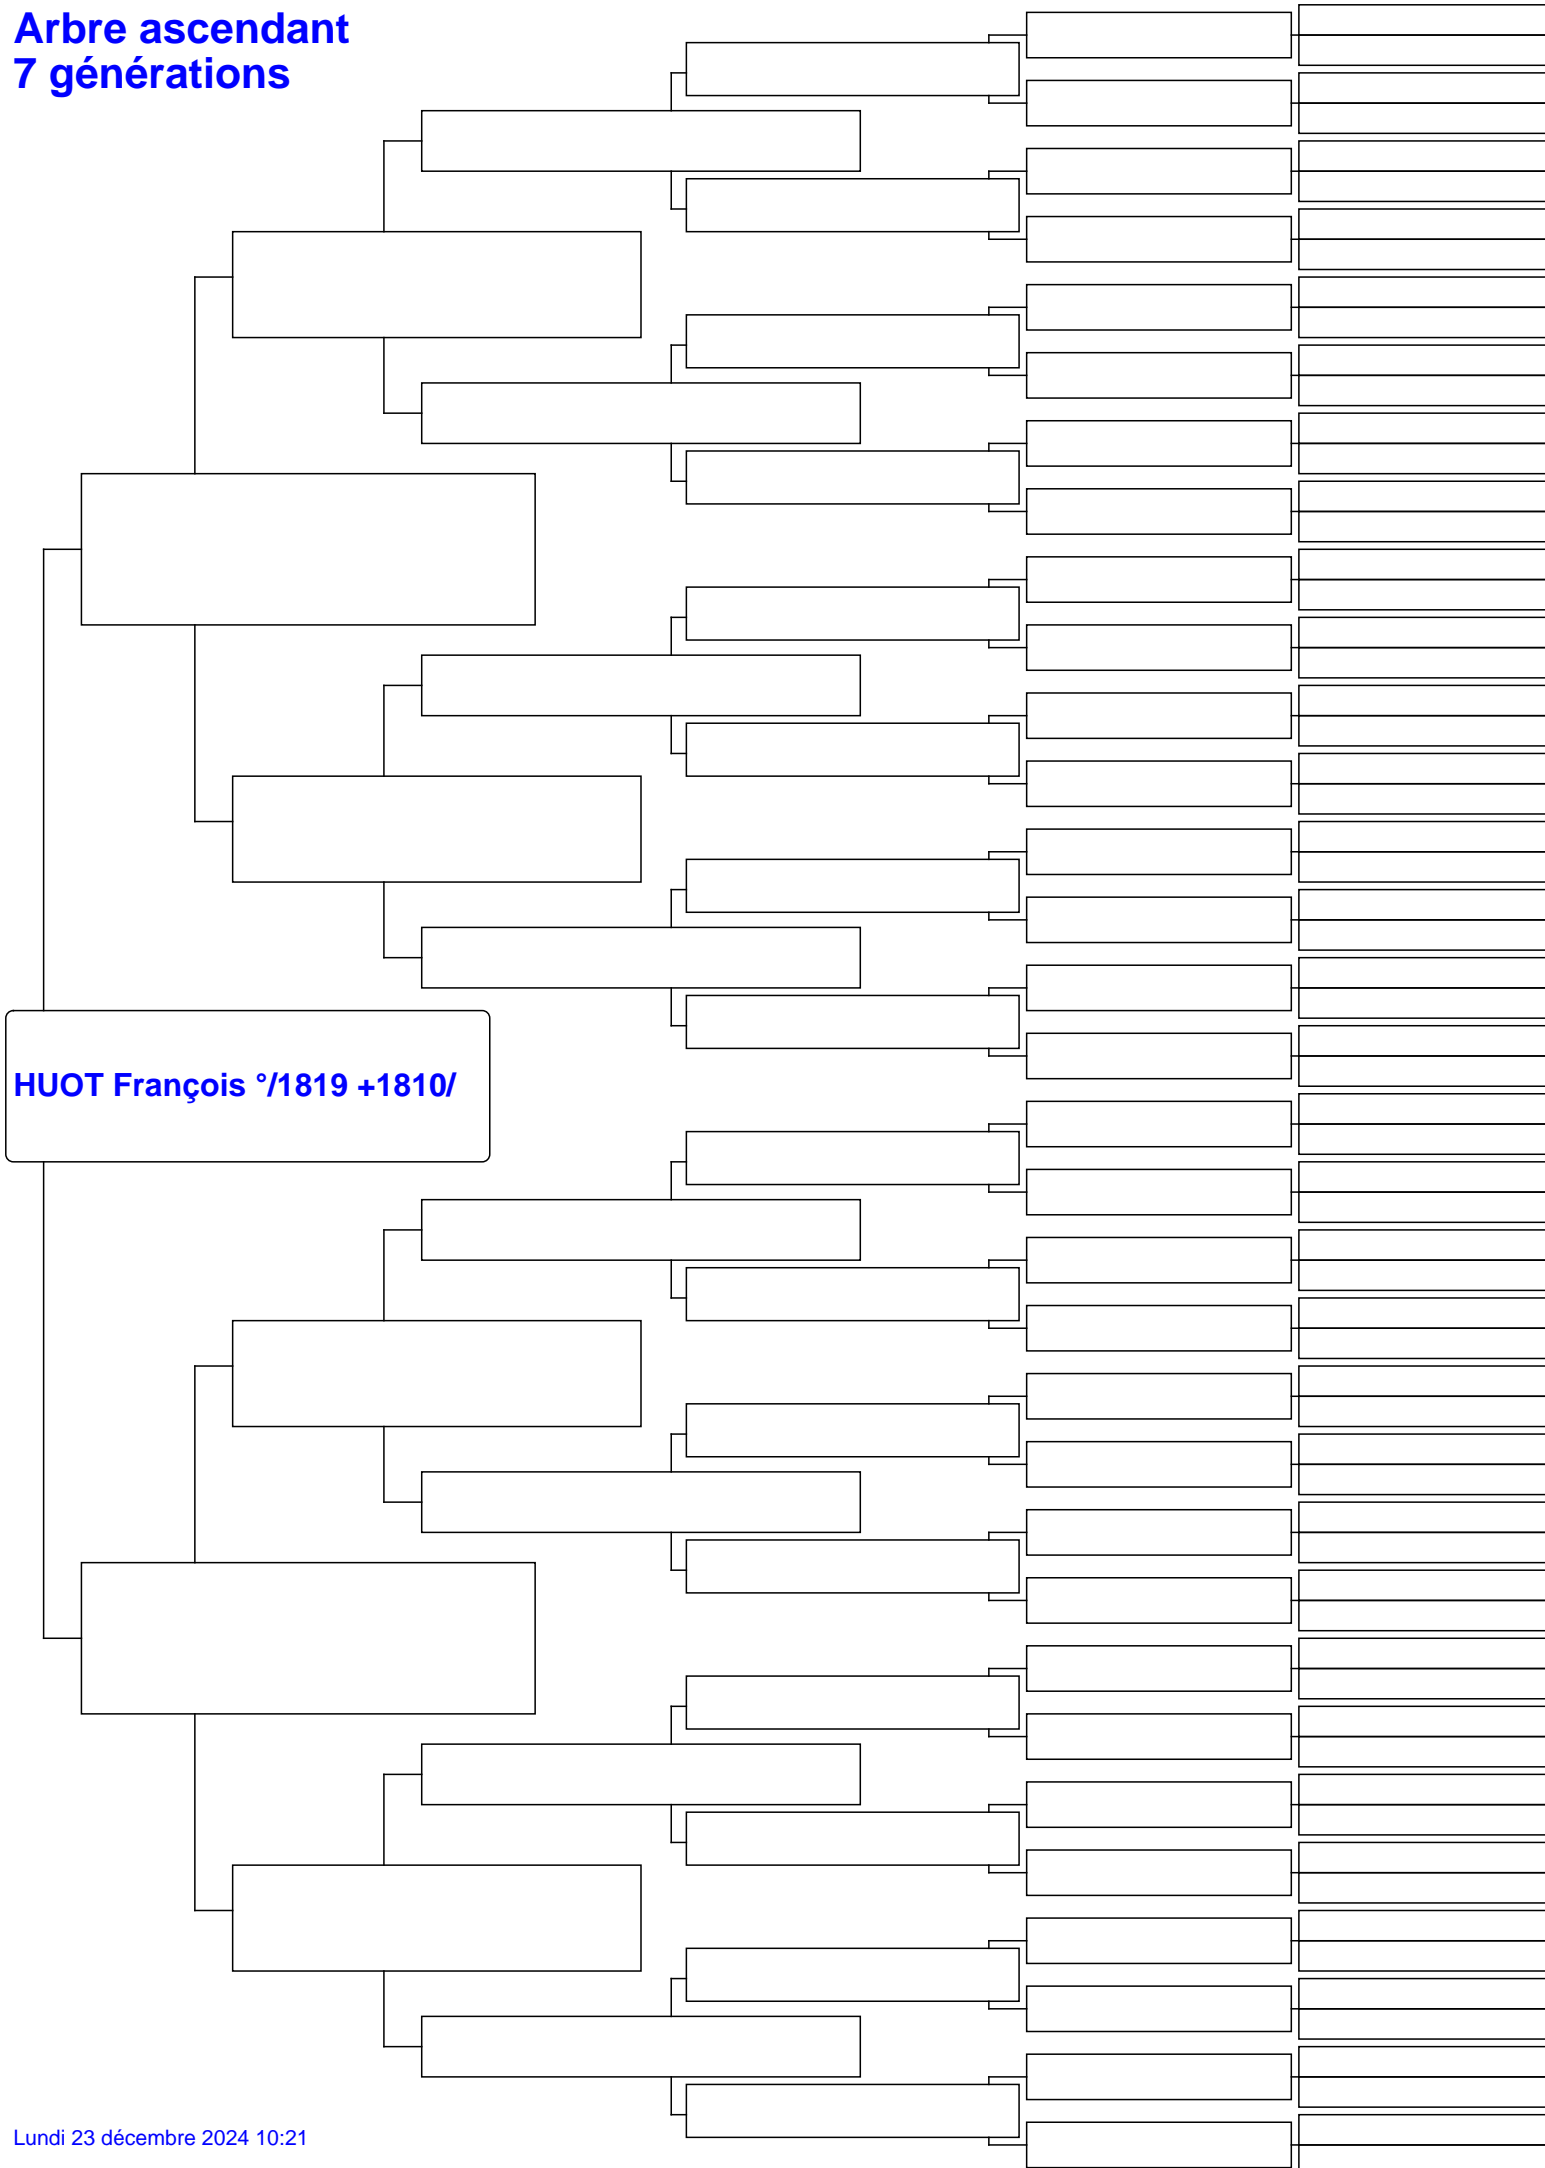 Arbre ascendant
7 générations
HUOT François °/1819 +1810/
Lundi 23 décembre 2024 10:21